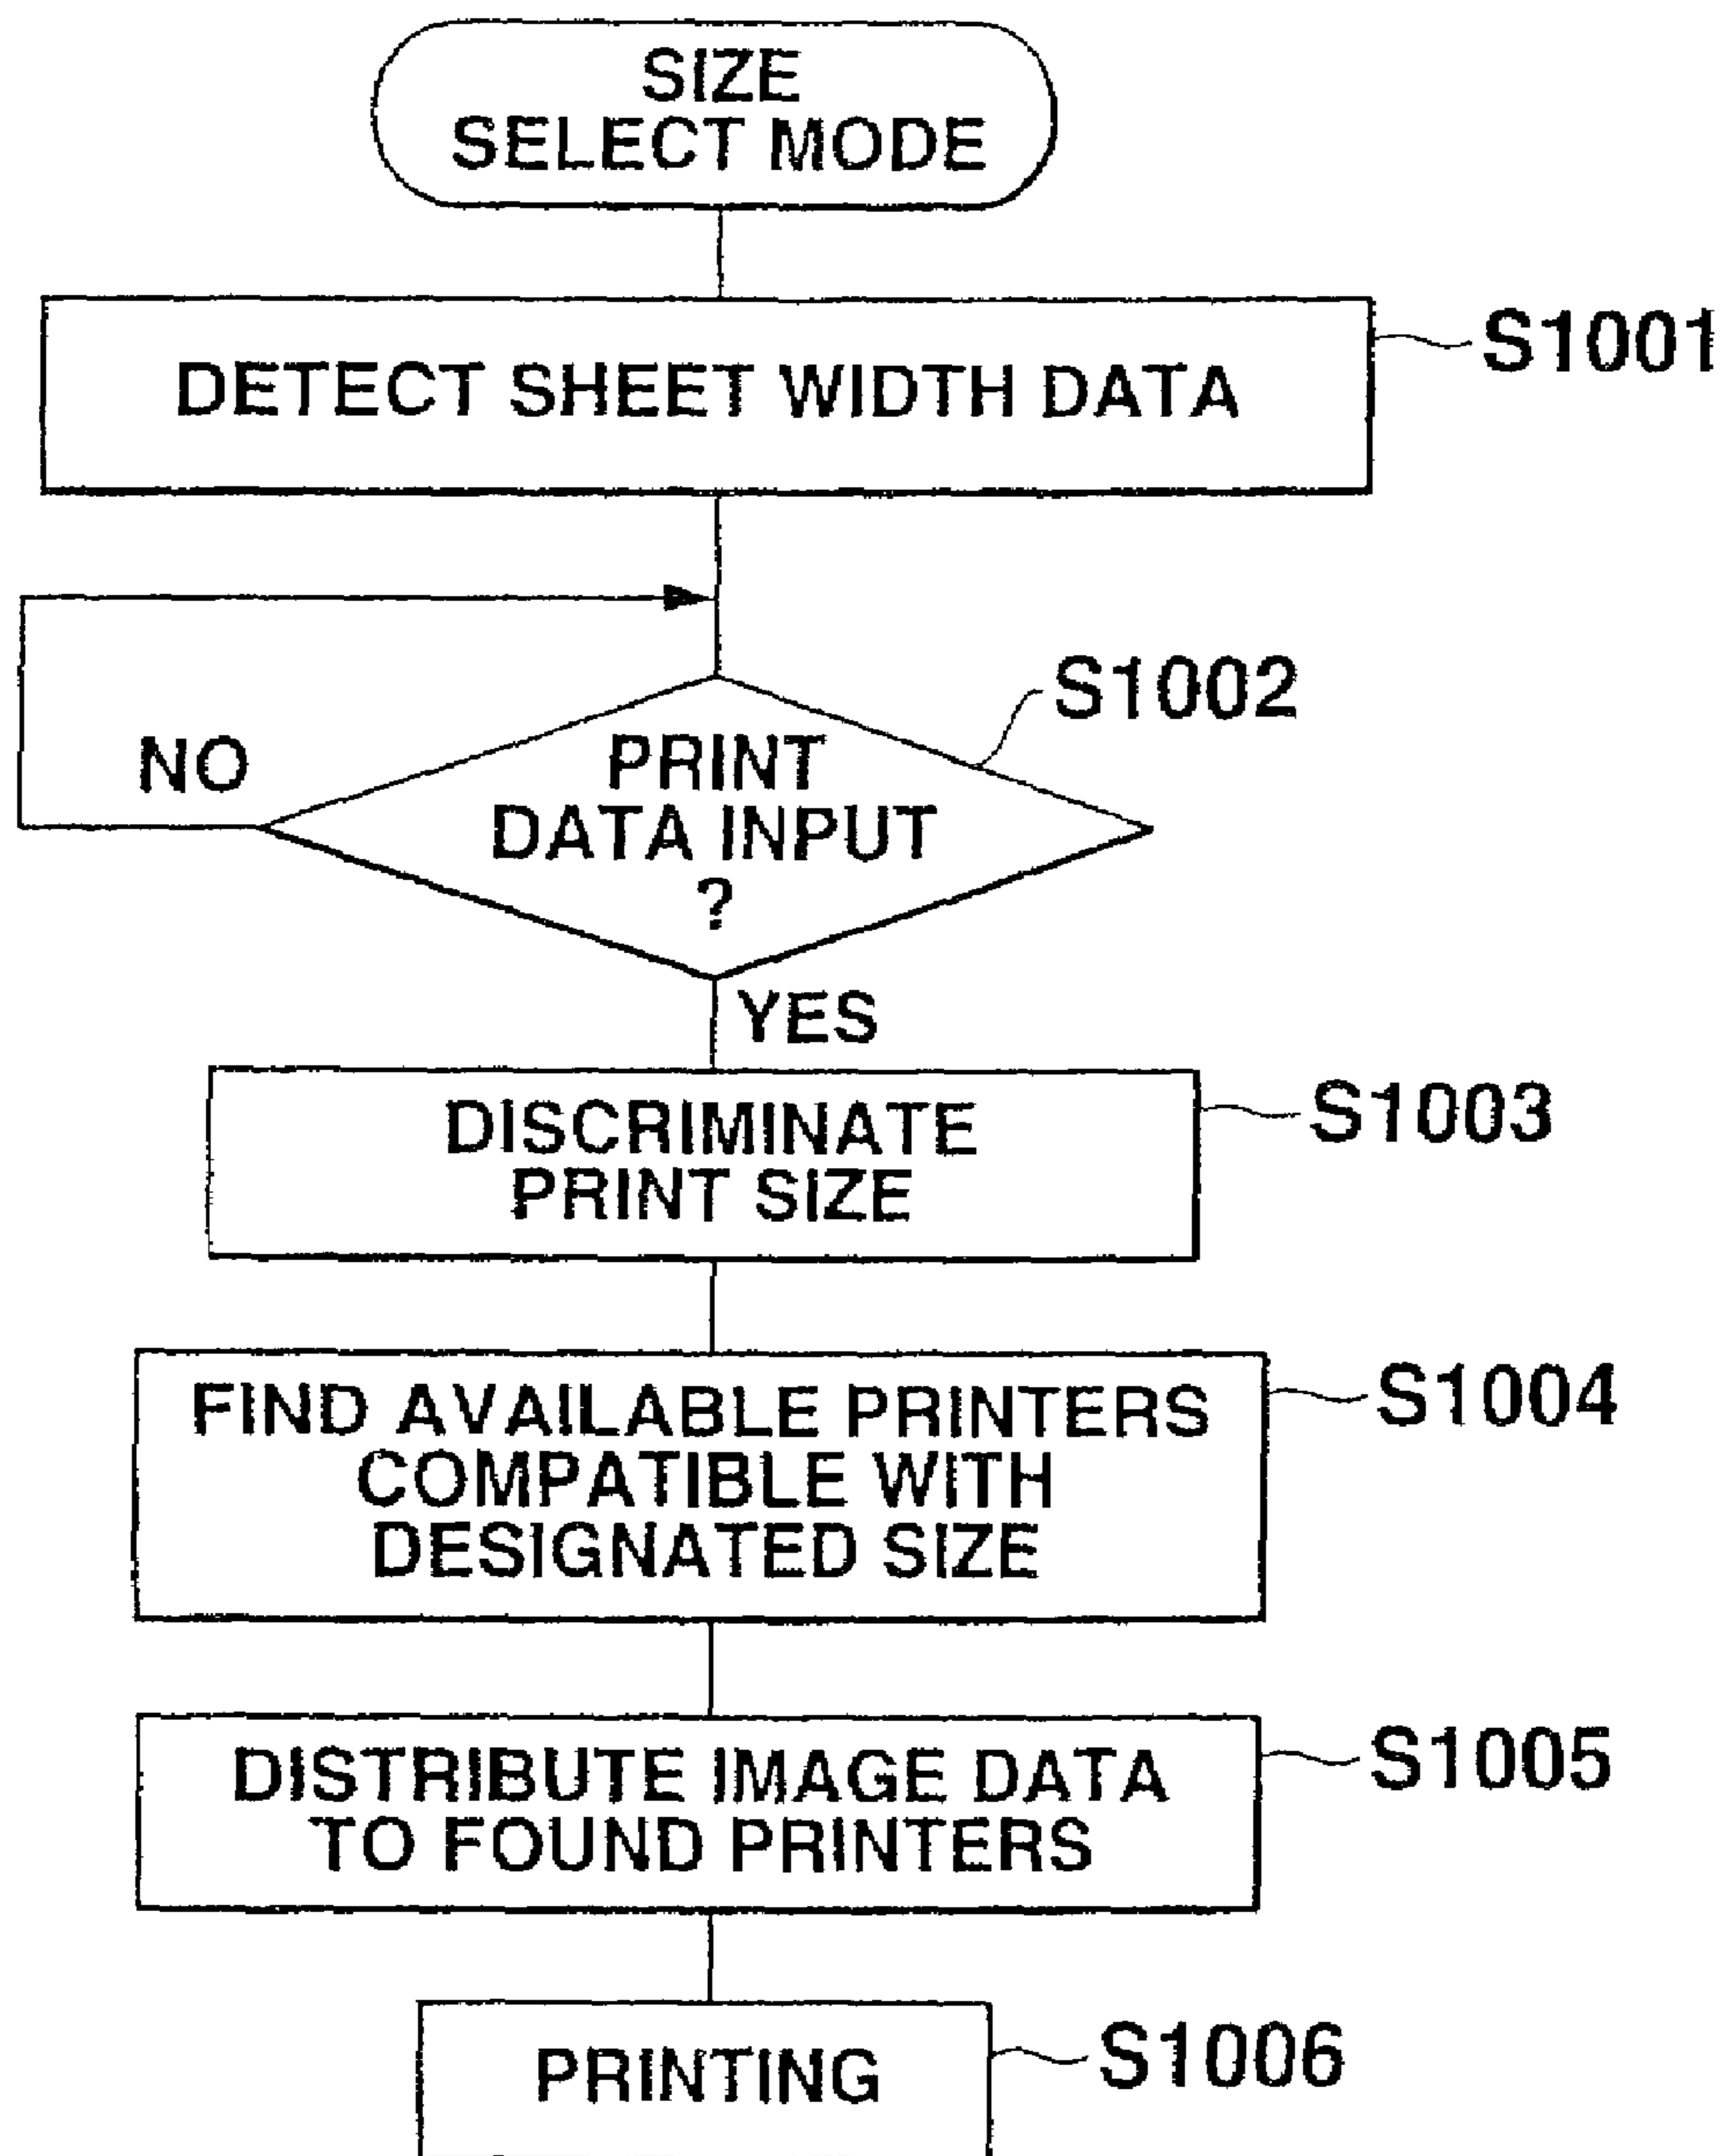 SIZE
SELECT MODE
DETECT SHEET WIDTH DATA
S1001
S1002
NO
PRINT
DATA INPUT
?
YES
DISCRIMINATE
PRINT SIZE
S1003
FIND AVAILABLE PRINTERS
COMPATIBLE WITH
DESIGNATED SIZE
S1004
DISTRIBUTE IMAGE DATA
TO FOUND PRINTERS
S1005
PRINTING
S1006